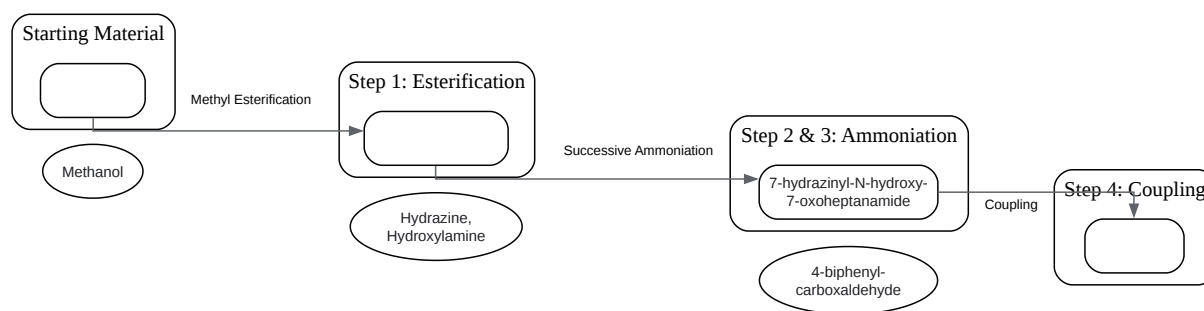 Starting Material
Methyl Esterification
Methanol
Step 1: Esterification
Successive Ammoniation
Hydrazine,
Hydroxylamine
Step 2 & 3: Ammoniation
7-hydrazinyl-N-hydroxy-
7-oxoheptanamide
Coupling
4-biphenyl-
carboxaldehyde
Step 4: Coupling